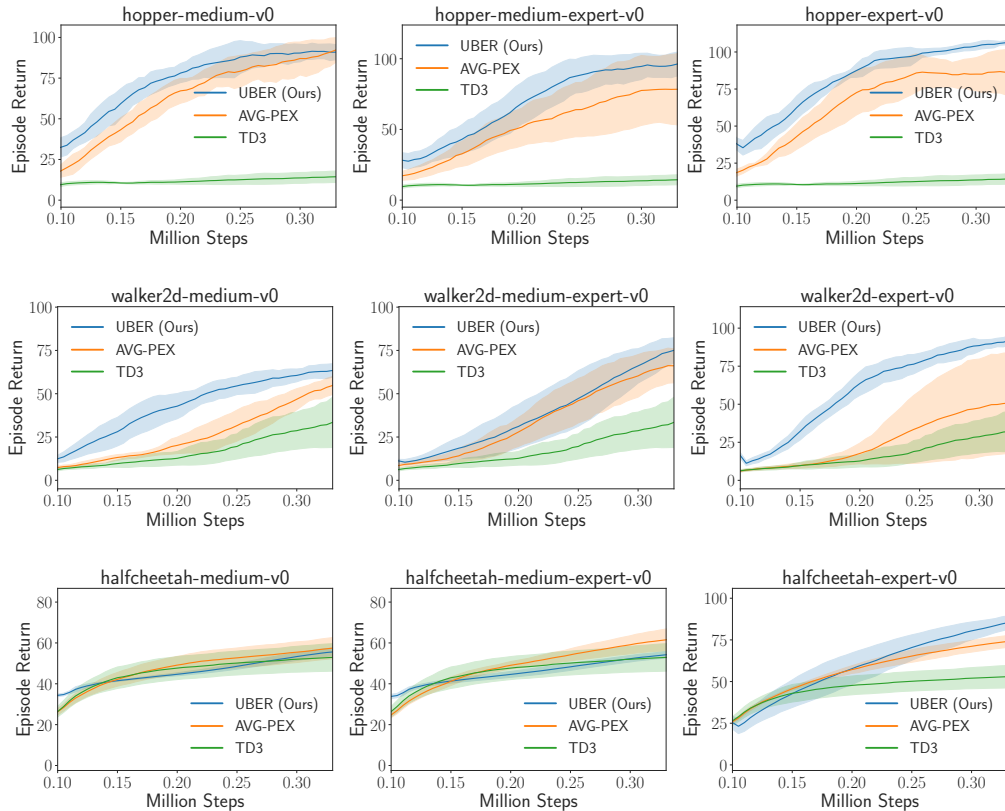 hopper-medium-v0
100
75
50
25
0
Episode Return
UBER (Ours)
AVG-PEX
TD3
0.10 0.15 0.20 0.25 0.30
Million Steps
hopper-medium-expert-v0
100
50
0
Episode Return
UBER (Ours)
AVG-PEX
TD3
0.10 0.15 0.20 0.25 0.30
Million Steps
hopper-expert-v0
100
75
50
25
0
Episode Return
UBER (Ours)
AVG-PEX
TD3
0.10 0.15 0.20 0.25 0.30
Million Steps
walker2d-medium-v0
100
75
50
25
0
Episode Return
UBER (Ours)
AVG-PEX
TD3
0.10 0.15 0.20 0.25 0.30
Million Steps
walker2d-medium-expert-v0
100
75
50
25
0
Episode Return
UBER (Ours)
AVG-PEX
TD3
0.10 0.15 0.20 0.25 0.30
Million Steps
walker2d-expert-v0
100
75
50
25
0
Episode Return
UBER (Ours)
AVG-PEX
TD3
0.10 0.15 0.20 0.25 0.30
Million Steps
halfcheetah-medium-v0
80
60
40
20
0
Episode Return
UBER (Ours)
AVG-PEX
TD3
0.10 0.15 0.20 0.25 0.30
Million Steps
halfcheetah-medium-expert-v0
80
60
40
20
0
Episode Return
UBER (Ours)
AVG-PEX
TD3
0.10 0.15 0.20 0.25 0.30
Million Steps
halfcheetah-expert-v0
100
75
50
25
0
Episode Return
UBER (Ours)
AVG-PEX
TD3
0.10 0.15 0.20 0.25 0.30
Million Steps